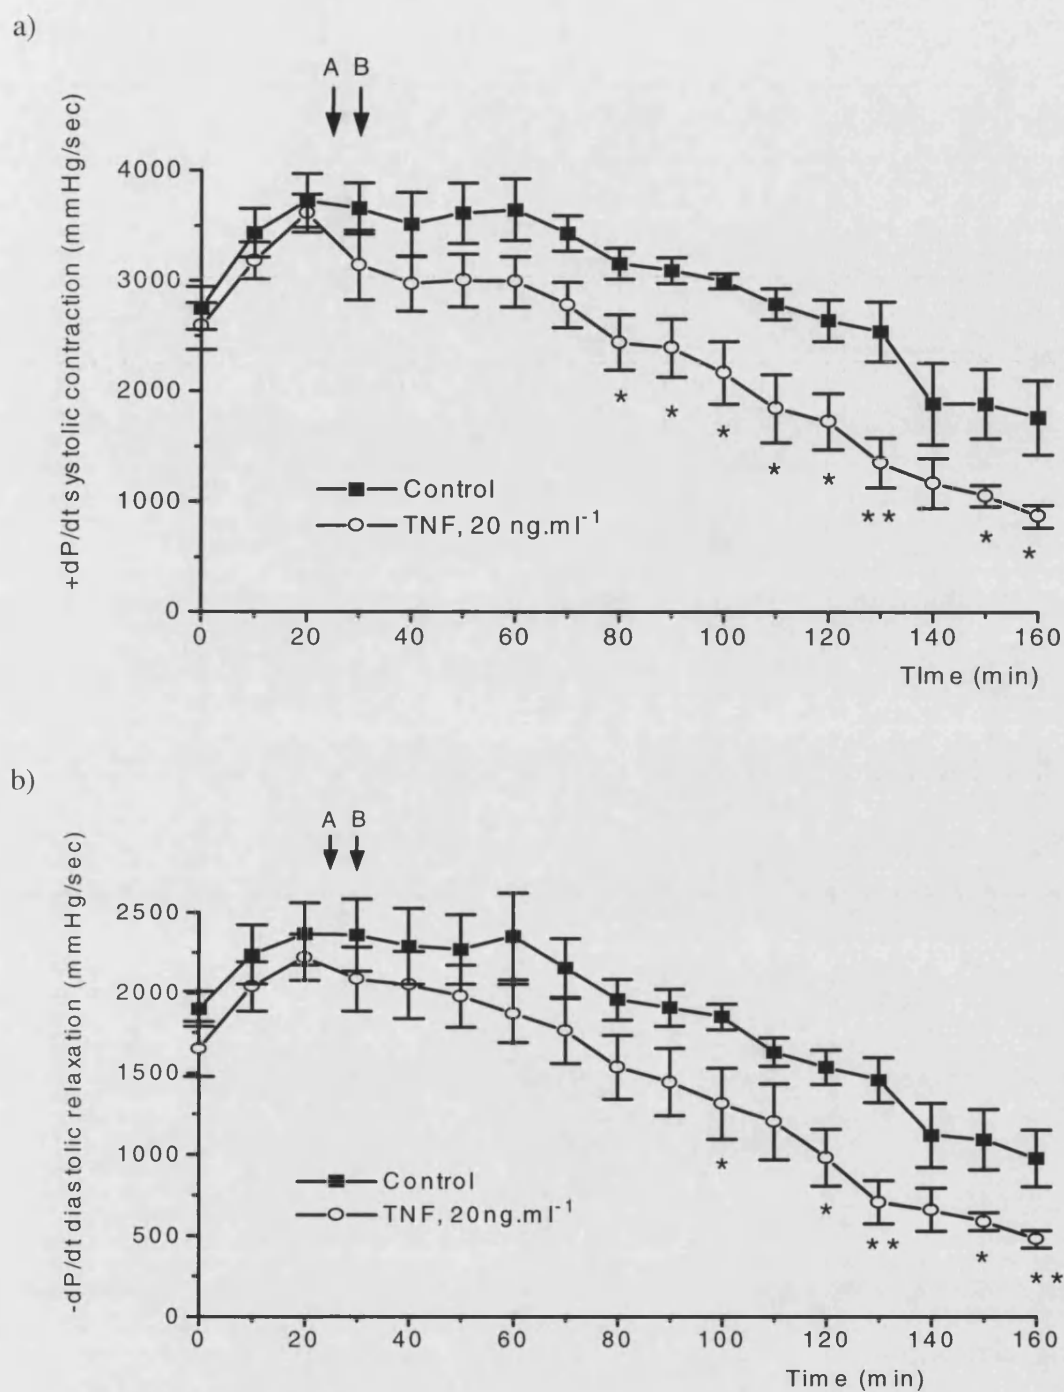 a)
A B
+dP/dt systolic contraction (mmHg/sec)
4000
3000
2000
1000
0
* * * * * ** * *
Control
TNF, 20 ng.ml-1
0 20 40 60 80 100 120 140 160
TIme (min)
b)
A B
-dP/dt diastolic relaxation (mmHg/sec)
2500
2000
1500
1000
500
0
* * ** * **
Control
TNF, 20ng.ml-1
0 20 40 60 80 100 120 140 160
Time (min)